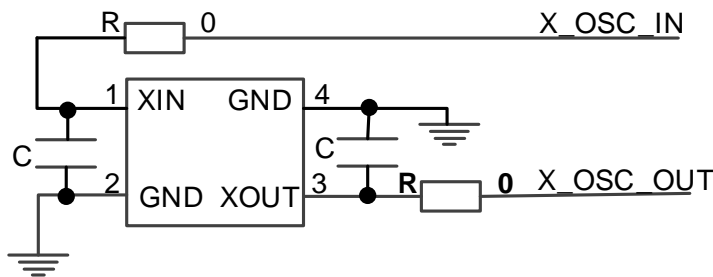 R 0 X_OSC_IN
1 XIN GND 4
C C
2 GND XOUT 3 R 0 X_OSC_OUT